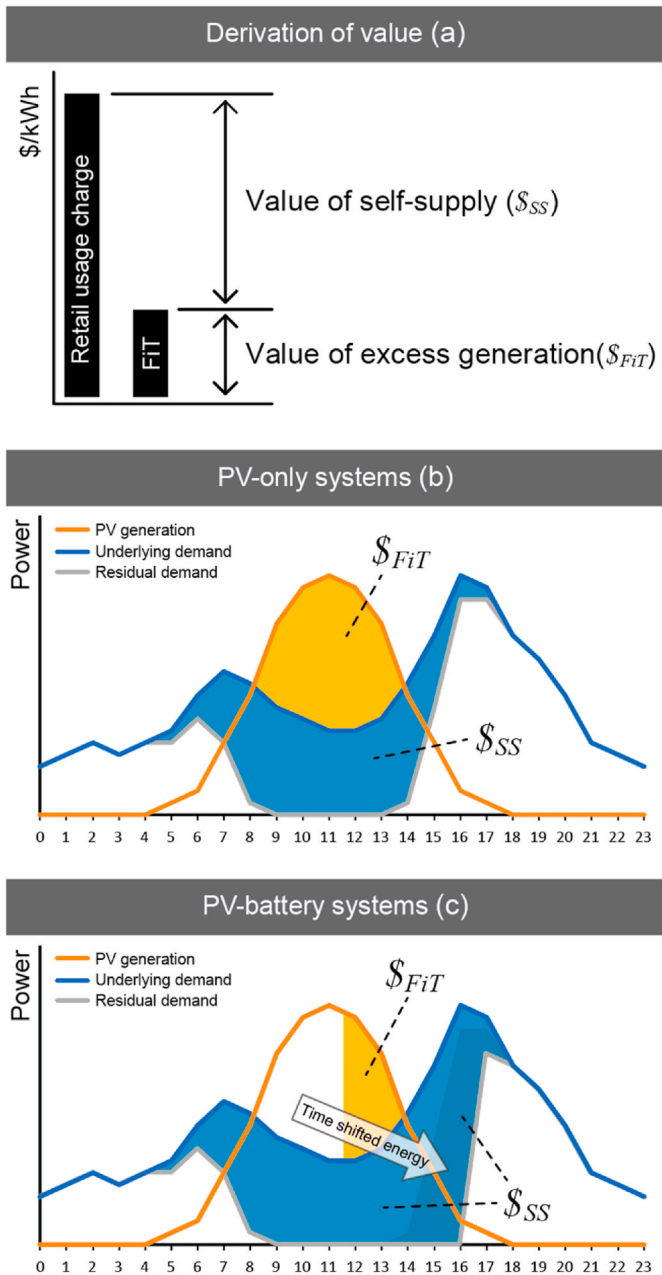 Derivation of value (a)
$/kWh
Retail usage charge
FiT
Value of self-supply ($SS)
Value of excess generation($FiT)
PV-only systems (b)
Power
PV generation
Underlying demand
Residual demand
$FiT
$SS
0 1 2 3 4 5 6 7 8 9 10 11 12 13 14 15 16 17 18 19 20 21 22 23
PV-battery systems (c)
Power
PV generation
Underlying demand
Residual demand
$FiT
Time shifted energy
$SS
0 1 2 3 4 5 6 7 8 9 10 11 12 13 14 15 16 17 18 19 20 21 22 23